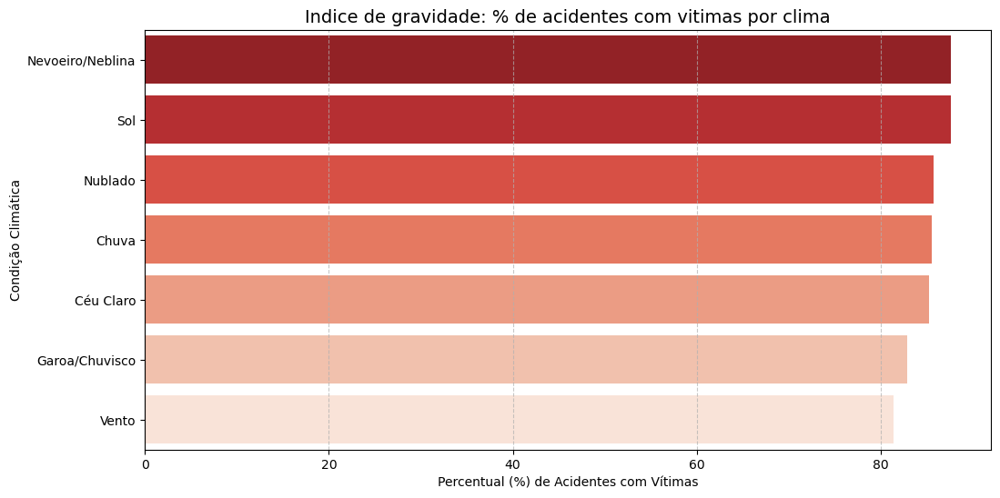 Indice de gravidade: % de acidentes com vitimas por clima
Condição Climática
Nevoeiro/Neblina
Sol
Nublado
Chuva
Céu Claro
Garoa/Chuvisco
Vento
0 20 40 60 80
Percentual (%) de Acidentes com Vítimas